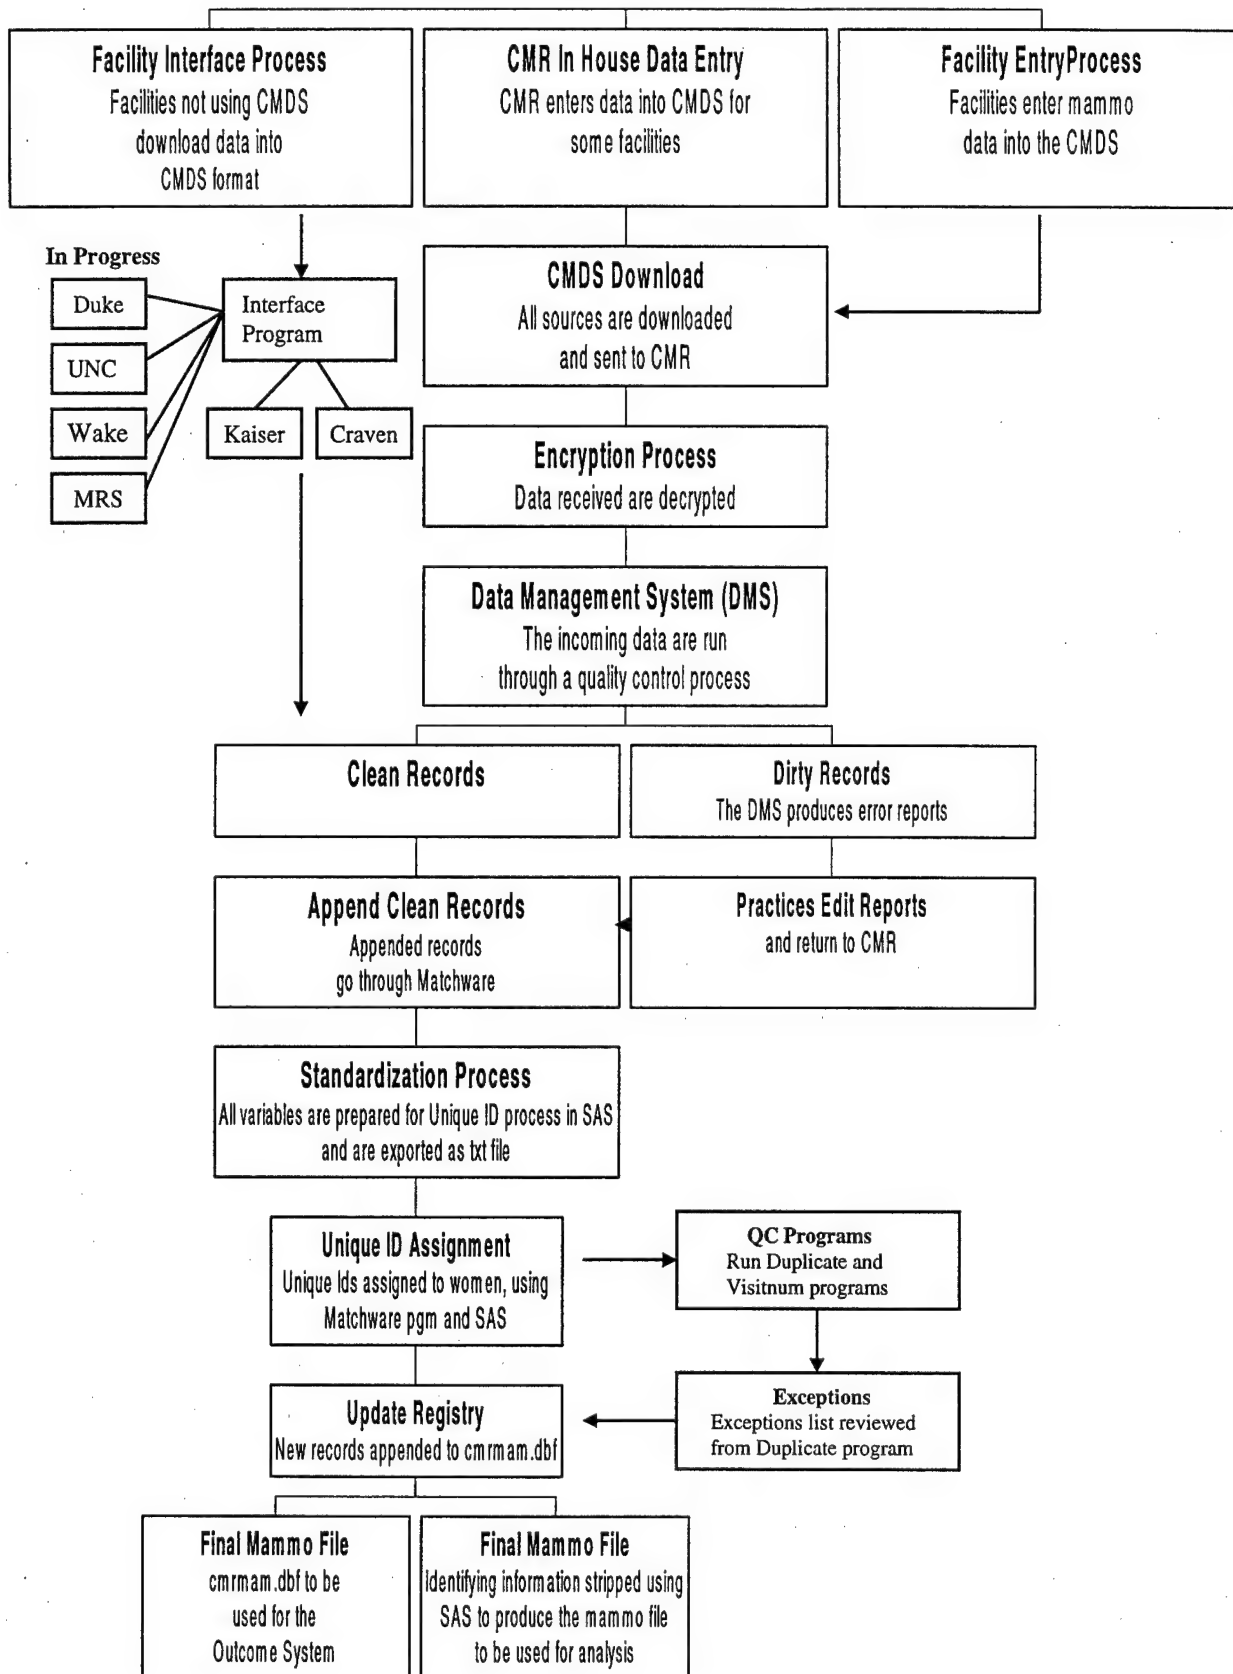 Facility Interface Process
Facilities not using CMDS
download data into
CMDS format
CMR In House Data Entry
CMR enters data into CMDS for
some facilities
Facility EntryProcess
Facilities enter mammo
data into the CMDS
In Progress
Duke
UNC
Wake
MRS
Interface
Program
Kaiser
Craven
CMDS Download
All sources are downloaded
and sent to CMR
Encryption Process
Data received are decrypted
Data Management System (DMS)
The incoming data are run
through a quality control process
Clean Records
Dirty Records
The DMS produces error reports
Append Clean Records
Appended records
go through Matchware
Practices Edit Reports
and return to CMR
Standardization Process
All variables are prepared for Unique ID process in SAS
and are exported as txt file
Unique ID Assignment
Unique Ids assigned to women, using
Matchware pgm and SAS
QC Programs
Run Duplicate and
Visitnum programs
Exceptions
Exceptions list reviewed
from Duplicate program
Update Registry
New records appended to cmrmam.dbf
Final Mammo File
cmrmam.dbf to be
used for the
Outcome System
Final Mammo File
identifying information stripped using
SAS to produce the mammo file
to be used for analysis